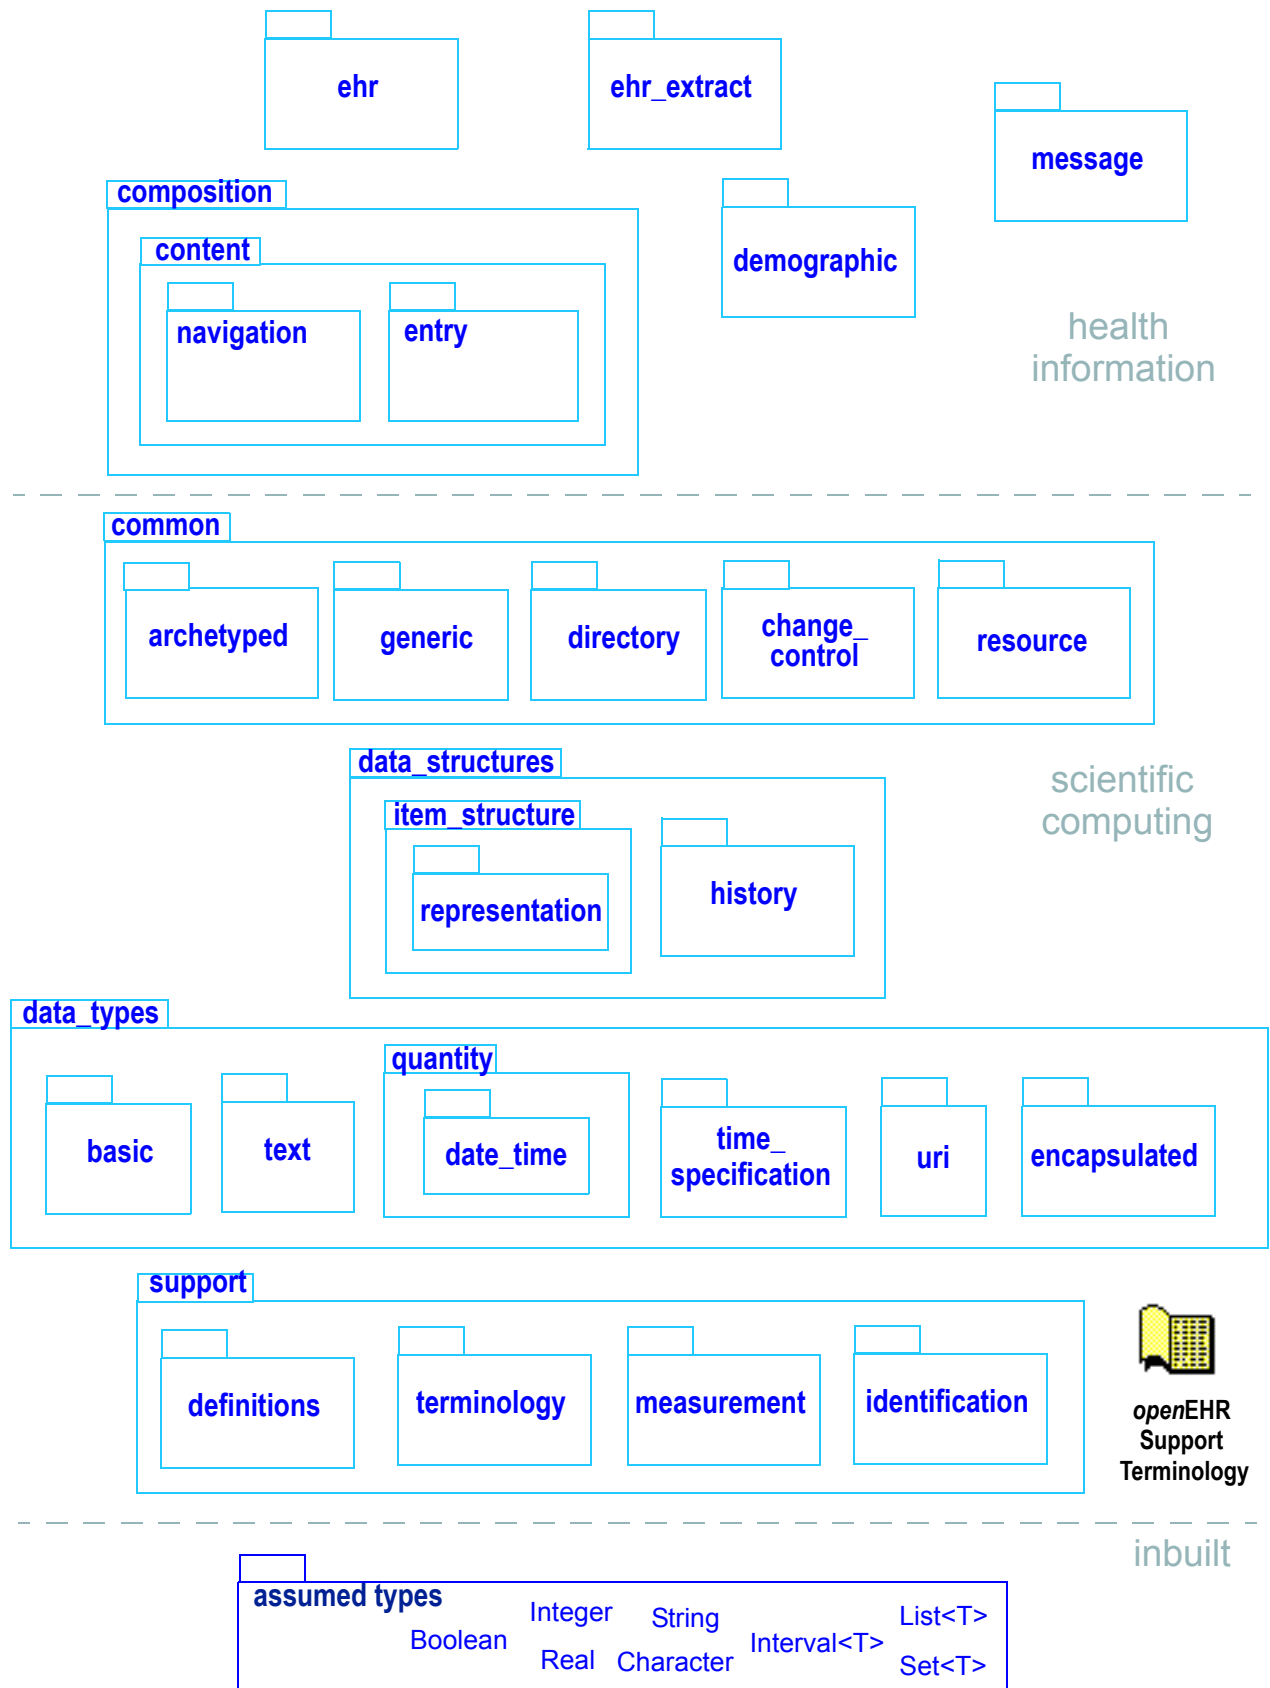 ehr
ehr_extract
message
composition
demographic
content
navigation
entry
health
information
common
archetyped
generic
directory
change_
control
resource
data_structures
item_structure
representation
history
scientific
computing
data_types
quantity
basic
text
date_time
time_
specification
uri
encapsulated
support
definitions
terminology
measurement
identification
openEHR
Support
Terminology
inbuilt
assumed types
Boolean
Integer
Real
String
Character
Interval<T>
List<T>
Set<T>